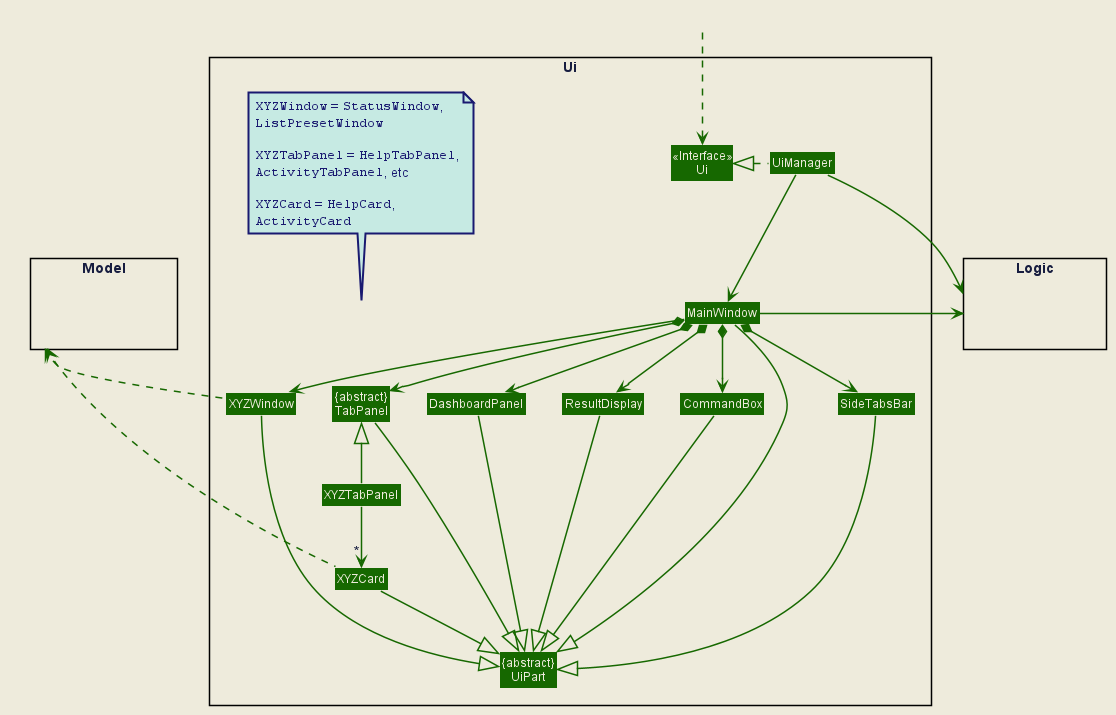 Ui
XYZWindow = StatusWindow,
ListPresetWindow
XYZTabPanel = HelpTabPanel,
ActivityTabPanel, etc
XYZCard = HelpCard,
ActivityCard
«Interface»
Ui
UiManager
Model
Logic
MainWindow
XYZWindow
{abstract}
TabPanel
DashboardPanel
ResultDisplay
CommandBox
SideTabsBar
XYZTabPanel
*
XYZCard
{abstract}
UiPart